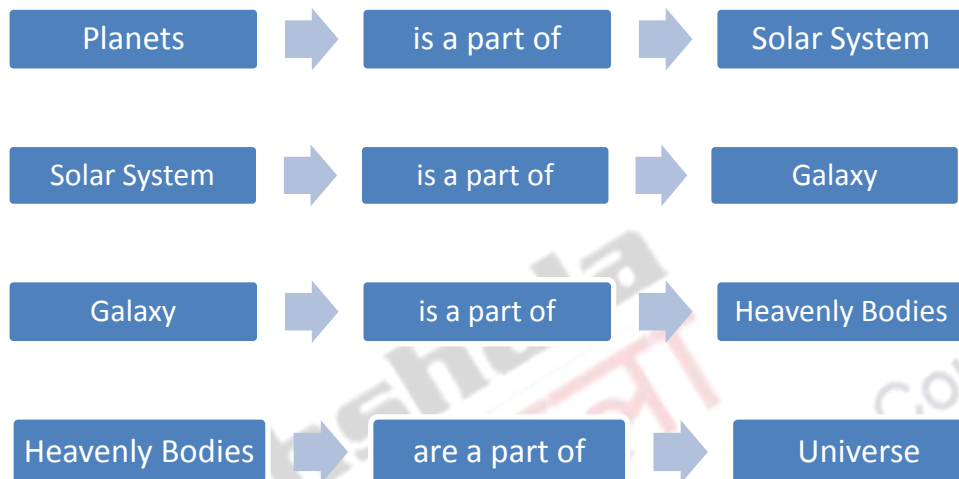 Planets is a part of Solar System
Solar System is a part of Galaxy
Galaxy is a part of Heavenly Bodies
Heavenly Bodies are a part of Universe